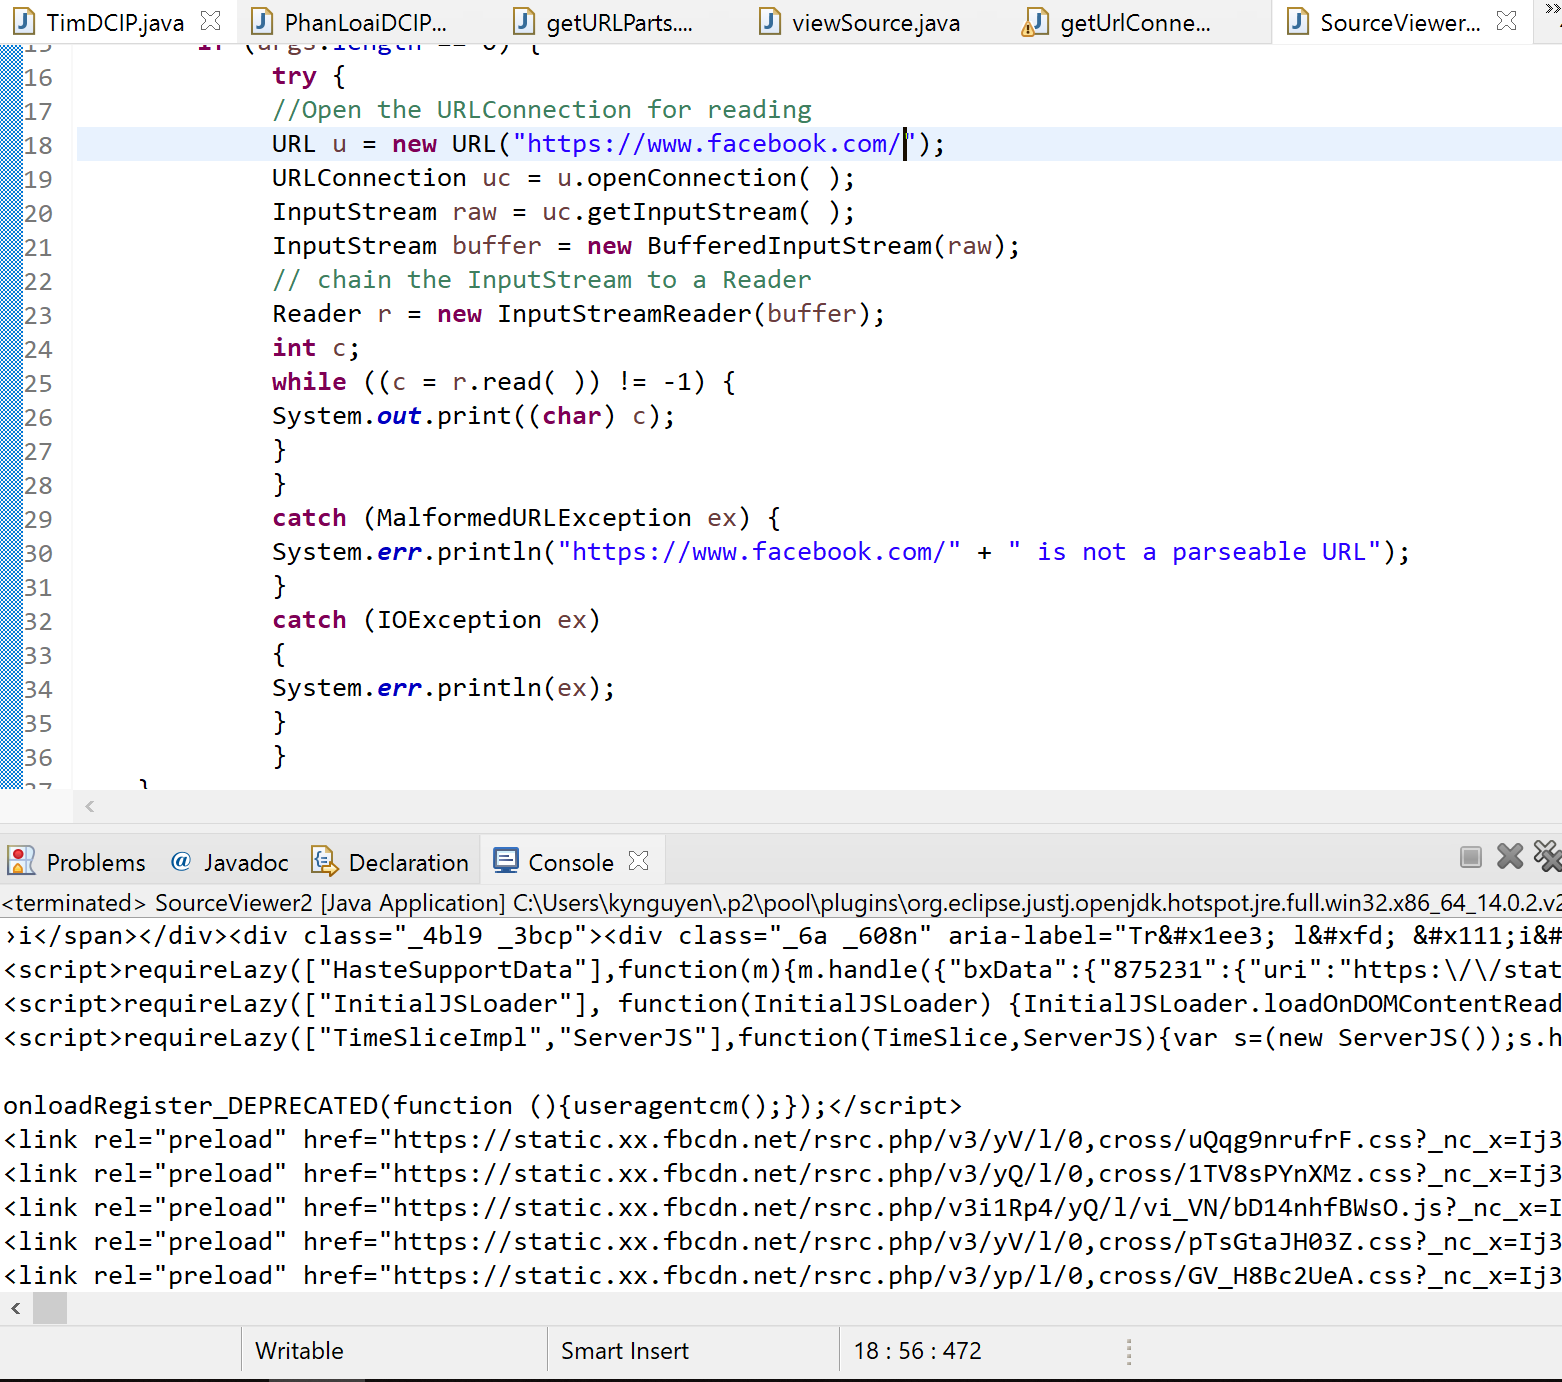 TimDCIP.java PhanLoaiDCIP... getURLParts.... viewSource.java getUrlConne... SourceViewer... »
15 if (args.length == 0) {
16 try {
17 //Open the URLConnection for reading
18 URL u = new URL("https://www.facebook.com/");
19 URLConnection uc = u.openConnection( );
20 InputStream raw = uc.getInputStream( );
21 InputStream buffer = new BufferedInputStream(raw);
22 // chain the InputStream to a Reader
23 Reader r = new InputStreamReader(buffer);
24 int c;
25 while ((c = r.read( )) != -1) {
26 System.out.print((char) c);
27 }
28 }
29 catch (MalformedURLException ex) {
30 System.err.println("https://www.facebook.com/" + " is not a parseable URL");
31 }
32 catch (IOException ex)
33 {
34 System.err.println(ex);
35 }
36 }
37 }
Problems @ Javadoc Declaration Console
<terminated> SourceViewer2 [Java Application] C:\Users\kynguyen\.p2\pool\plugins\org.eclipse.justj.openjdk.hotspot.jre.full.win32.x86_64_14.0.2.v2
›i</span></div><div class="_4bl9 _3bcp"><div class="_6a _608n" aria-label="Tr&#x1ee3; l&#xfd; &#x111;i&#
<script>requireLazy(["HasteSupportData"],function(m){m.handle({"bxData":{"875231":{"uri":"https:\/\/stat
<script>requireLazy(["InitialJSLoader"], function(InitialJSLoader) {InitialJSLoader.loadOnDOMContentRead
<script>requireLazy(["TimeSliceImpl","ServerJS"],function(TimeSlice,ServerJS){var s=(new ServerJS());s.h
onloadRegister_DEPRECATED(function (){useragentcm();});</script>
<link rel="preload" href="https://static.xx.fbcdn.net/rsrc.php/v3/yV/l/0,cross/uQqg9nrufrF.css?_nc_x=Ij3
<link rel="preload" href="https://static.xx.fbcdn.net/rsrc.php/v3/yQ/l/0,cross/1TV8sPYnXMz.css?_nc_x=Ij3
<link rel="preload" href="https://static.xx.fbcdn.net/rsrc.php/v3i1Rp4/yQ/l/vi_VN/bD14nhfBWsO.js?_nc_x=I
<link rel="preload" href="https://static.xx.fbcdn.net/rsrc.php/v3/yV/l/0,cross/pTsGtaJH03Z.css?_nc_x=Ij3
<link rel="preload" href="https://static.xx.fbcdn.net/rsrc.php/v3/yp/l/0,cross/GV_H8Bc2UeA.css?_nc_x=Ij3
Writable Smart Insert 18 : 56 : 472